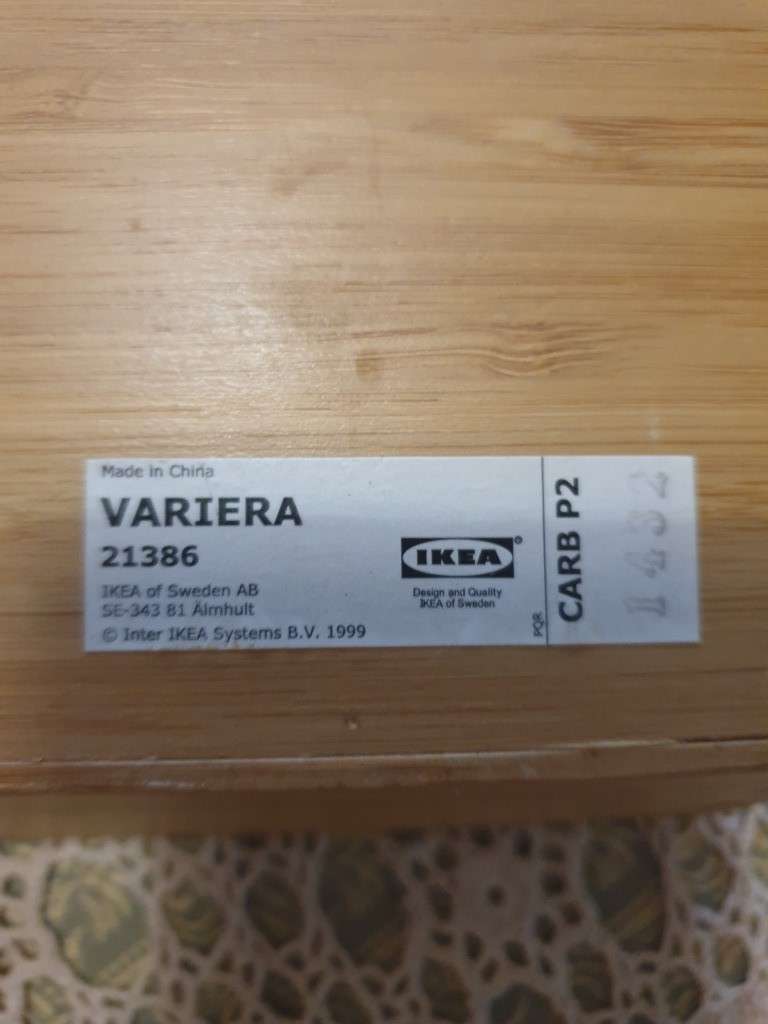 Made in China
VARIERA
21386
IKEA of Sweden AB
SE-343 81 Älmhult
© Inter IKEA Systems B.V. 1999
IKEA®
Design and Quality
IKEA of Sweden
PQR
CARB P2
1432